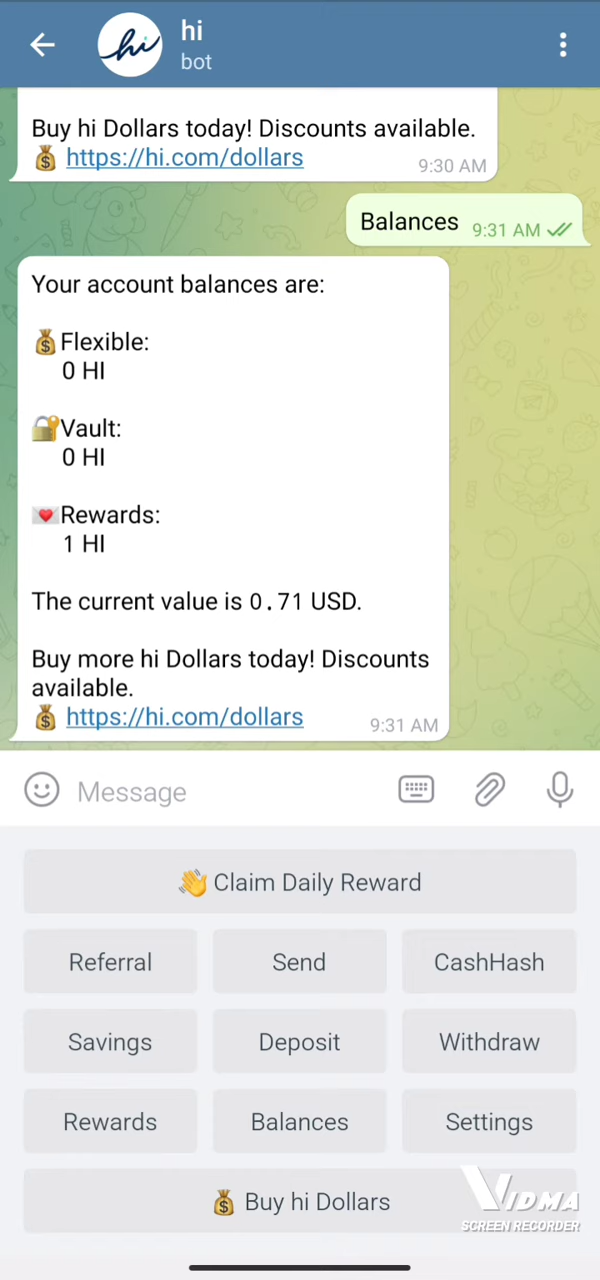 hi
hi
bot
Buy hi Dollars today! Discounts available.
💰 https://hi.com/dollars
9:30 AM
Balances 9:31 AM
Your account balances are:
💰Flexible:
0 HI
🔐Vault:
0 HI
💌Rewards:
1 HI
The current value is 0.71 USD.
Buy more hi Dollars today! Discounts
available.
💰 https://hi.com/dollars
9:31 AM
Message
👋 Claim Daily Reward
Referral
Send
CashHash
Savings
Deposit
Withdraw
Rewards
Balances
Settings
💰 Buy hi Dollars
VIDMA
SCREEN RECORDER